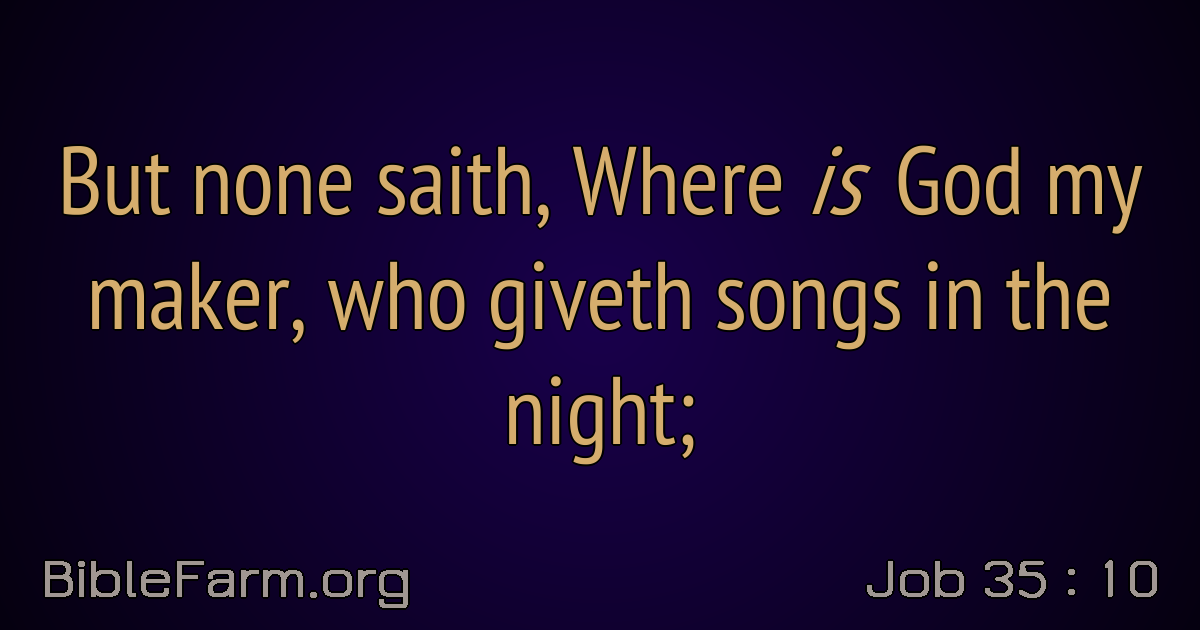 But none saith, Where is God my
maker, who giveth songs in the
night;
BibleFarm.org
Job 35 : 10